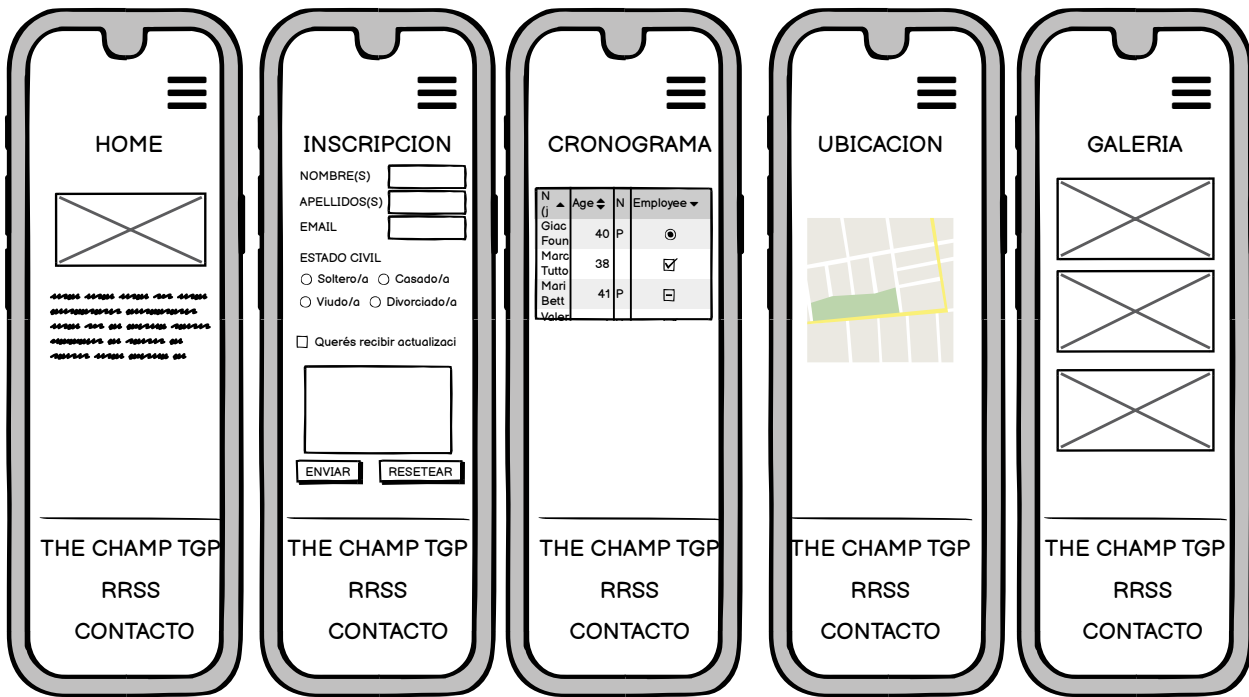 HOME
THE CHAMP TGP
RRSS
CONTACTO
INSCRIPCION
NOMBRE(S)
APELLIDOS(S)
EMAIL
ESTADO CIVIL
Soltero/a Casado/a
Viudo/a Divorciado/a
Querés recibir actualizaci
ENVIAR RESETEAR
THE CHAMP TGP
RRSS
CONTACTO
CRONOGRAMA
N
(j Age N Employee
Giac
Foun 40 P
Marc
Tutto 38
Mari
Bett 41 P
Valer
THE CHAMP TGP
RRSS
CONTACTO
UBICACION
THE CHAMP TGP
RRSS
CONTACTO
GALERIA
THE CHAMP TGP
RRSS
CONTACTO